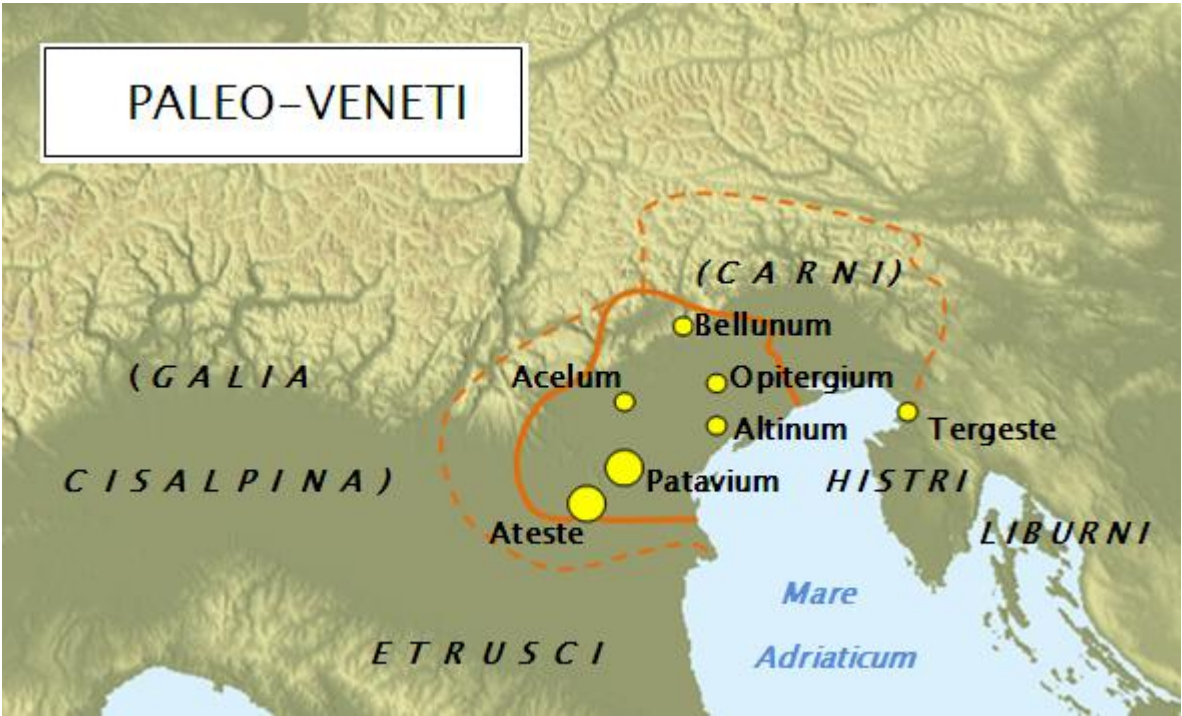 PALEO-VENETI
(CARNI)
Bellunum
(GALIA
Acelum
Opitergium
Altinum
Tergeste
CISALPINA)
Patavium
HISTRI
Ateste
LIBURNI
Mare
ETRUSCI
Adriaticum